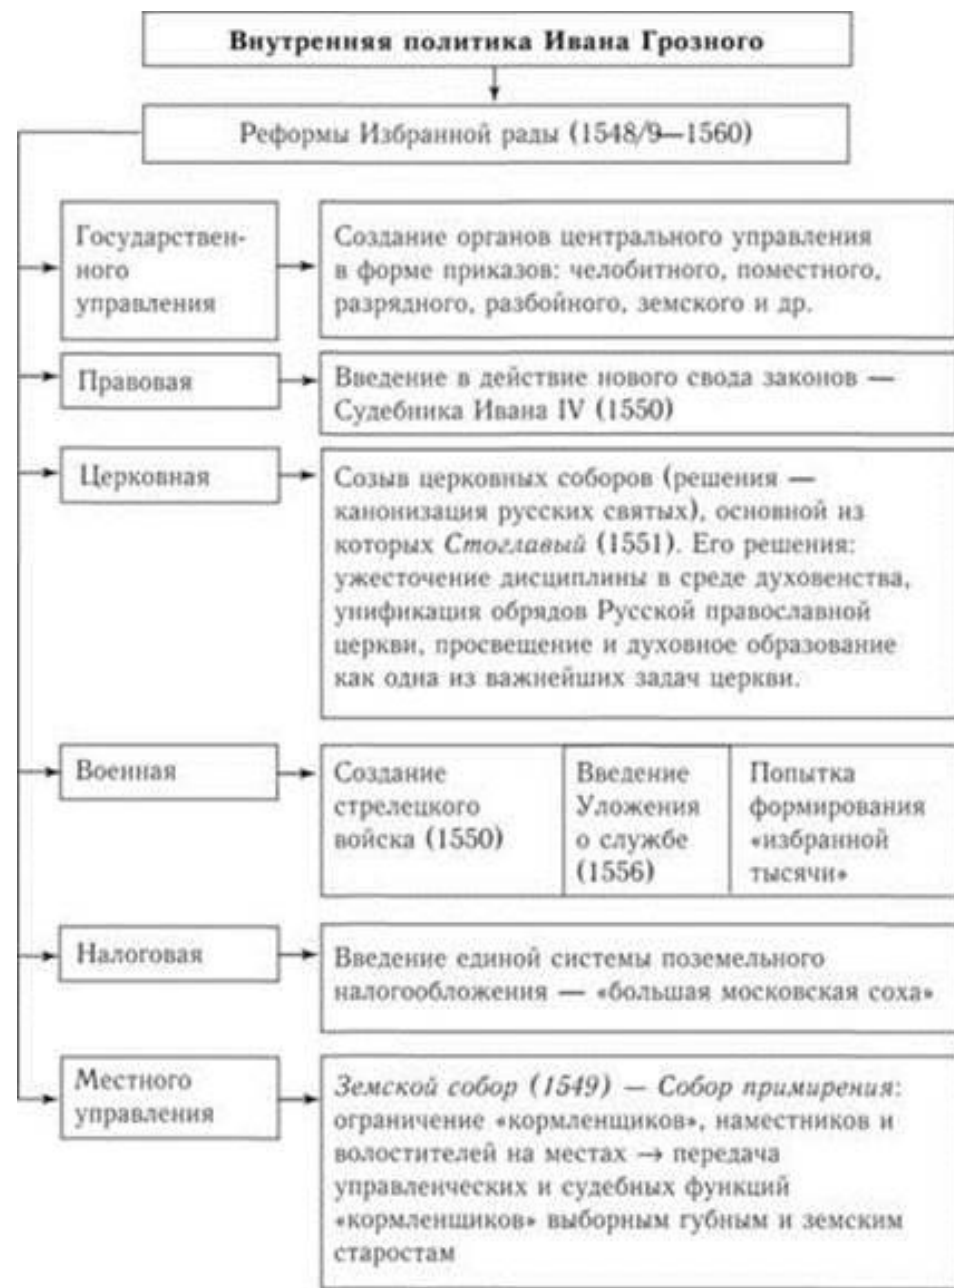 Внутренняя политика Ивана Грозного
Реформы Избранной рады (1548/9—1560)
Государствен-
ного
управления
Создание органов центрального управления
в форме приказов: челобитного, поместного,
разрядного, разбойного, земского и др.
Правовая
Введение в действие нового свода законов —
Судебника Ивана IV (1550)
Церковная
Созыв церковных соборов (решения —
канонизация русских святых), основной из
которых Стоглавый (1551). Его решения:
ужесточение дисциплины в среде духовенства,
унификация обрядов Русской православной
церкви, просвещение и духовное образование
как одна из важнейших задач церкви.
Военная
Создание
стрелецкого
войска (1550)
Введение
Уложения
о службе
(1556)
Попытка
формирования
«избранной
тысячи»
Налоговая
Введение единой системы поземельного
налогообложения — «большая московская соха»
Местного
управления
Земской собор (1549) — Собор примирения:
ограничение «кормленщиков», наместников и
волостителей на местах → передача
управленческих и судебных функций
«кормленщиков» выборным губным и земским
старостам